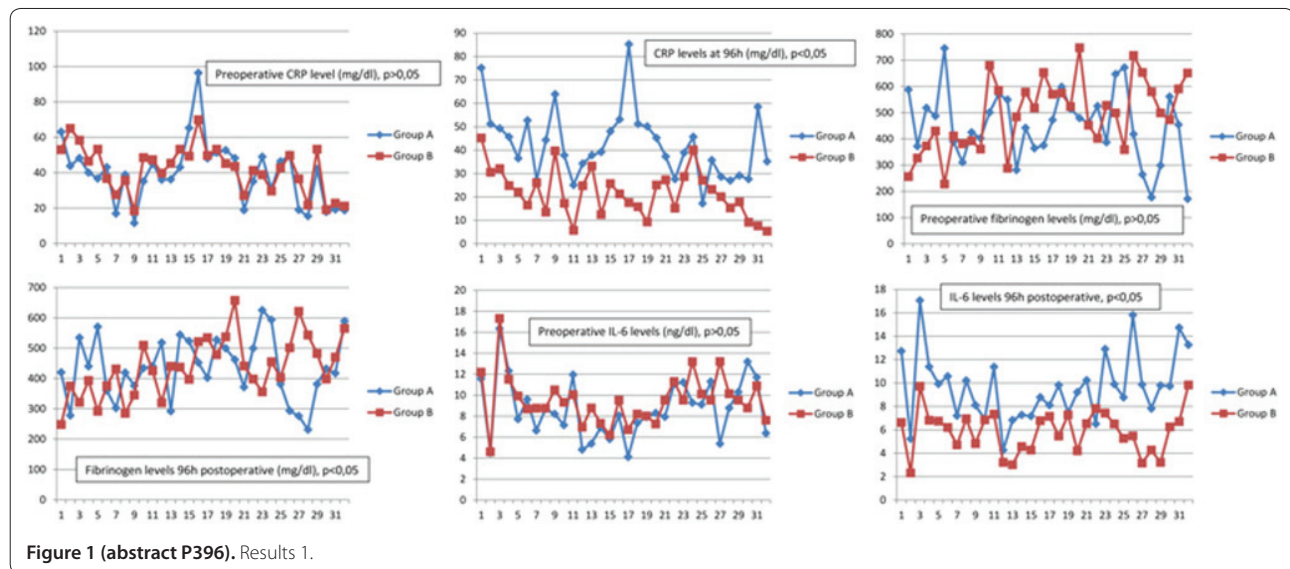 Preoperative CRP level (mg/dl), p>0,05
120
100
80
60
40
20
0
1 3 5 7 9 11 13 15 17 19 21 23 25 27 29 31
Group A
Group B
CRP levels at 96h (mg/dl), p<0,05
90
80
70
60
50
40
30
20
10
0
1 3 5 7 9 11 13 15 17 19 21 23 25 27 29 31
Group A
Group B
800
700
600
500
400
300
200
100
0
Preoperative fibrinogen levels (mg/dl), p>0,05
1 3 5 7 9 11 13 15 17 19 21 23 25 27 29 31
Group A
Group B
700
600
500
400
300
200
100
0
Fibrinogen levels 96h postoperative (mg/dl), p<0,05
1 3 5 7 9 11 13 15 17 19 21 23 25 27 29 31
Group A
Group B
20
18
16
14
12
10
8
6
4
2
0
Preoperative IL-6 levels (ng/dl), p>0,05
1 3 5 7 9 11 13 15 17 19 21 23 25 27 29 31
Group A
Group B
IL-6 levels 96h postoperative, p<0,05
18
16
14
12
10
8
6
4
2
0
1 3 5 7 9 11 13 15 17 19 21 23 25 27 29 31
Group A
Group B
Figure 1 (abstract P396). Results 1.